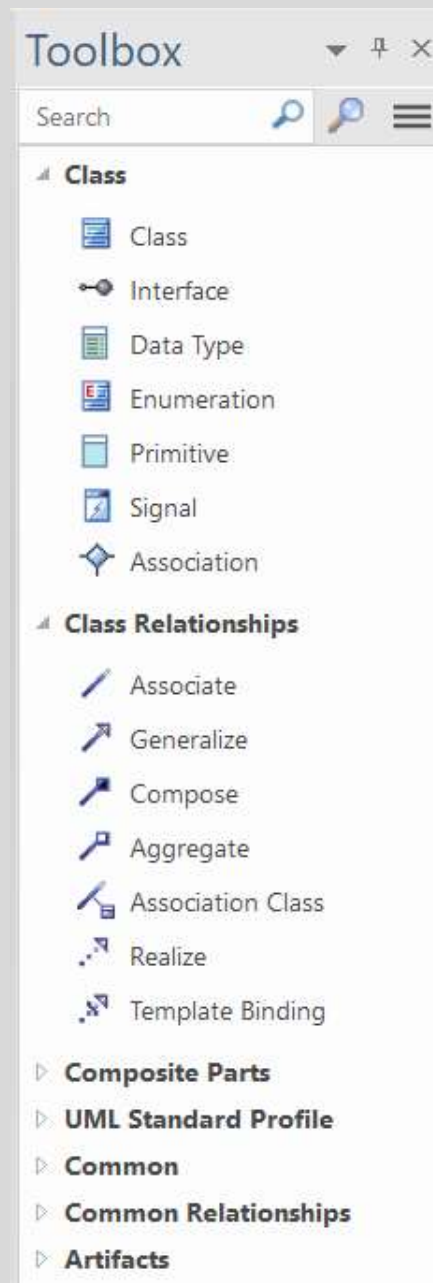 Toolbox
Search
Class
Class
Interface
Data Type
Enumeration
Primitive
Signal
Association
Class Relationships
Associate
Generalize
Compose
Aggregate
Association Class
Realize
Template Binding
Composite Parts
UML Standard Profile
Common
Common Relationships
Artifacts